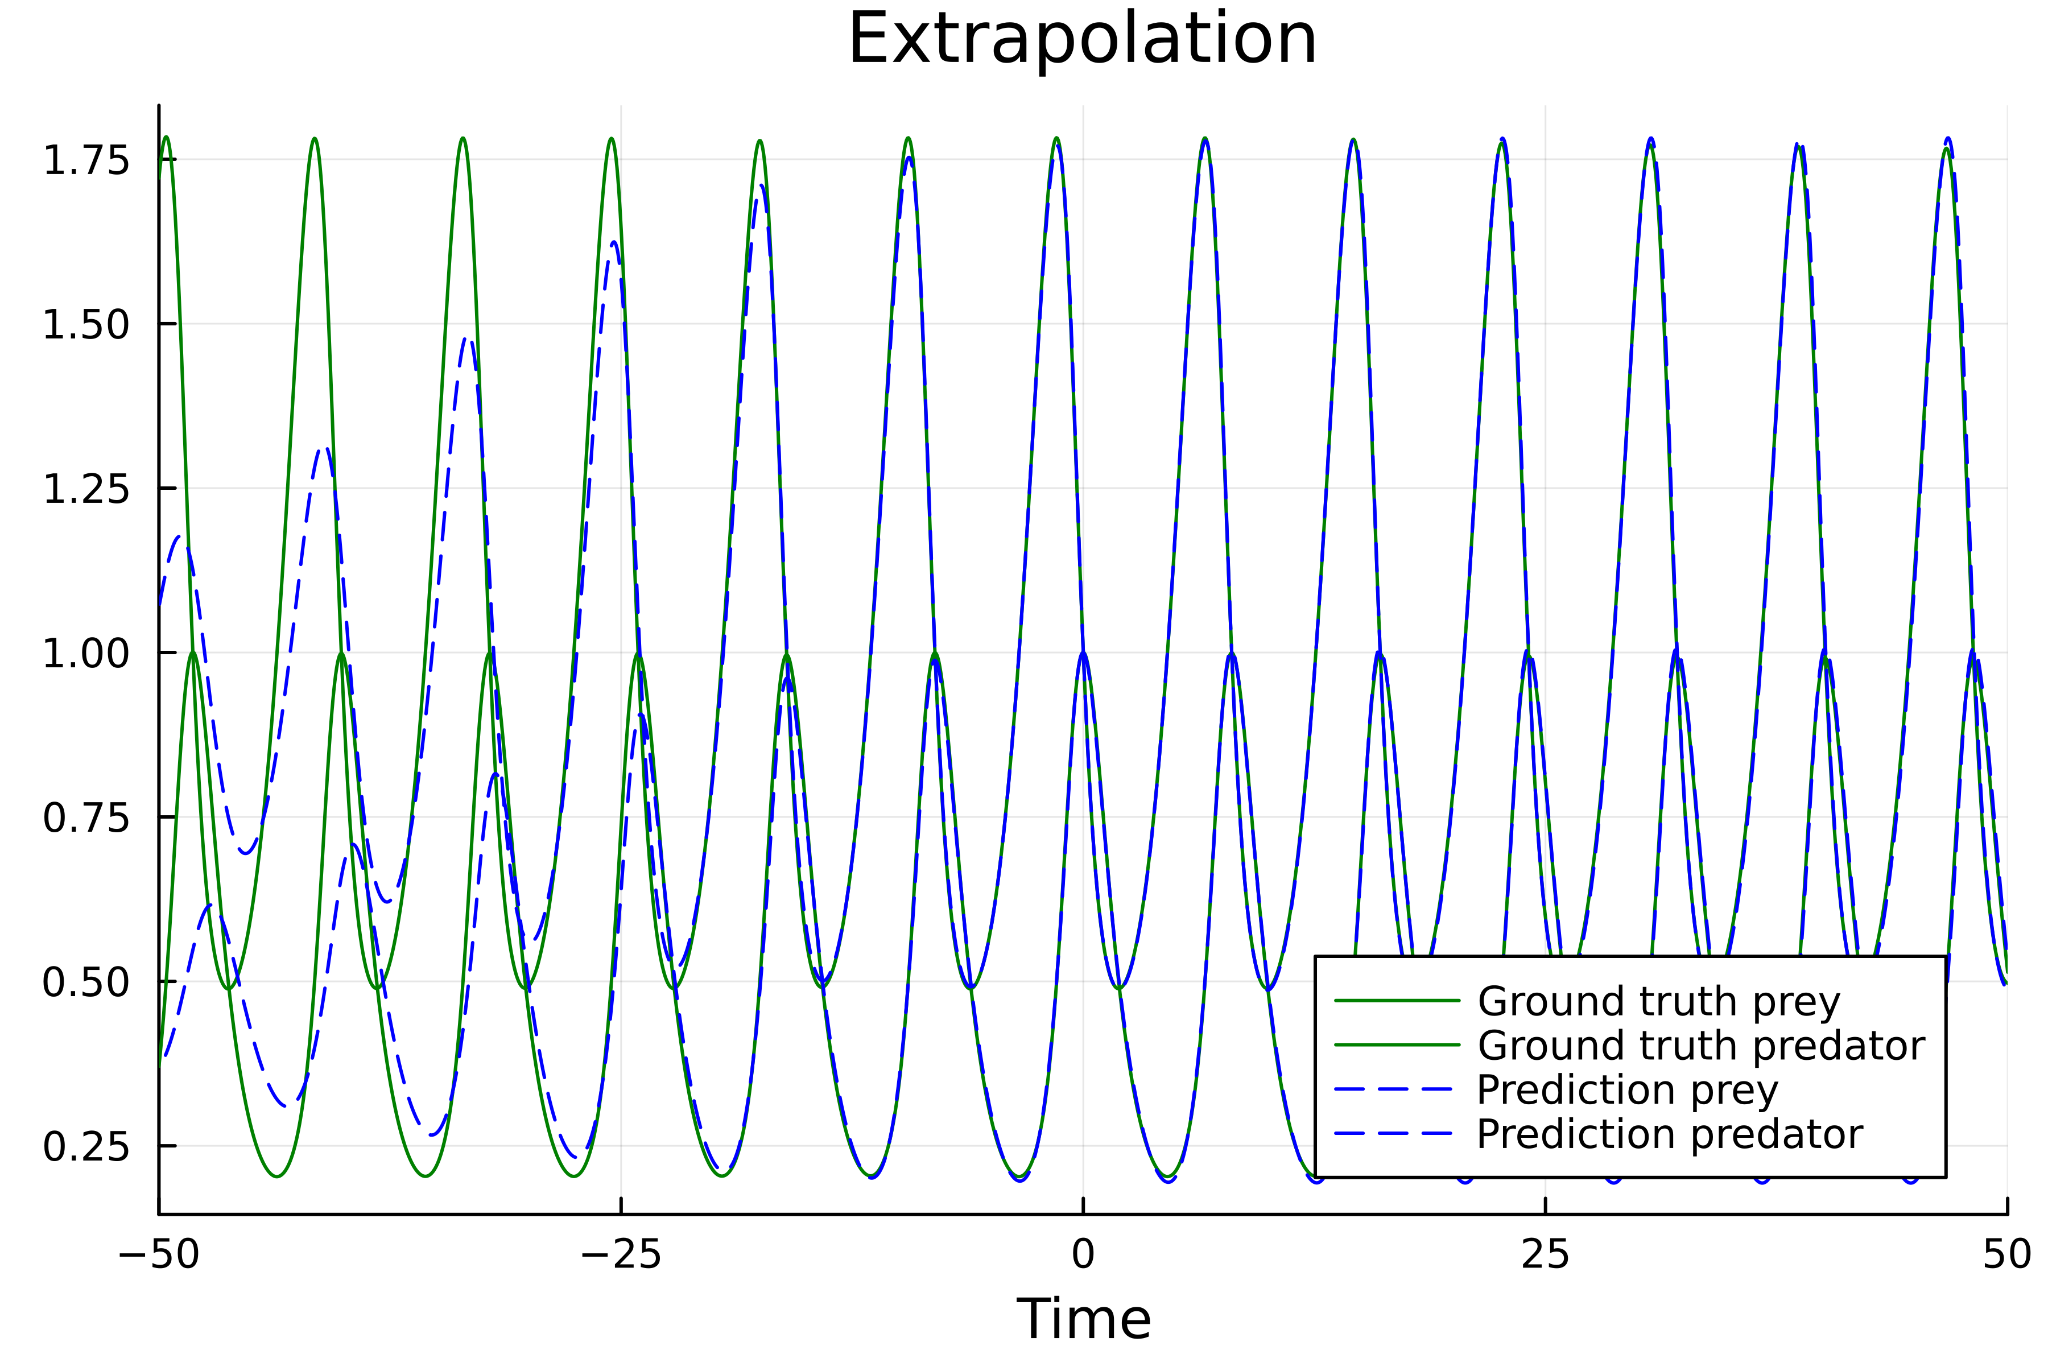 Extrapolation
1.75
1.50
1.25
1.00
0.75
0.50
0.25
Ground truth prey
Ground truth predator
Prediction prey
Prediction predator
−50 −25 0 25 50
Time